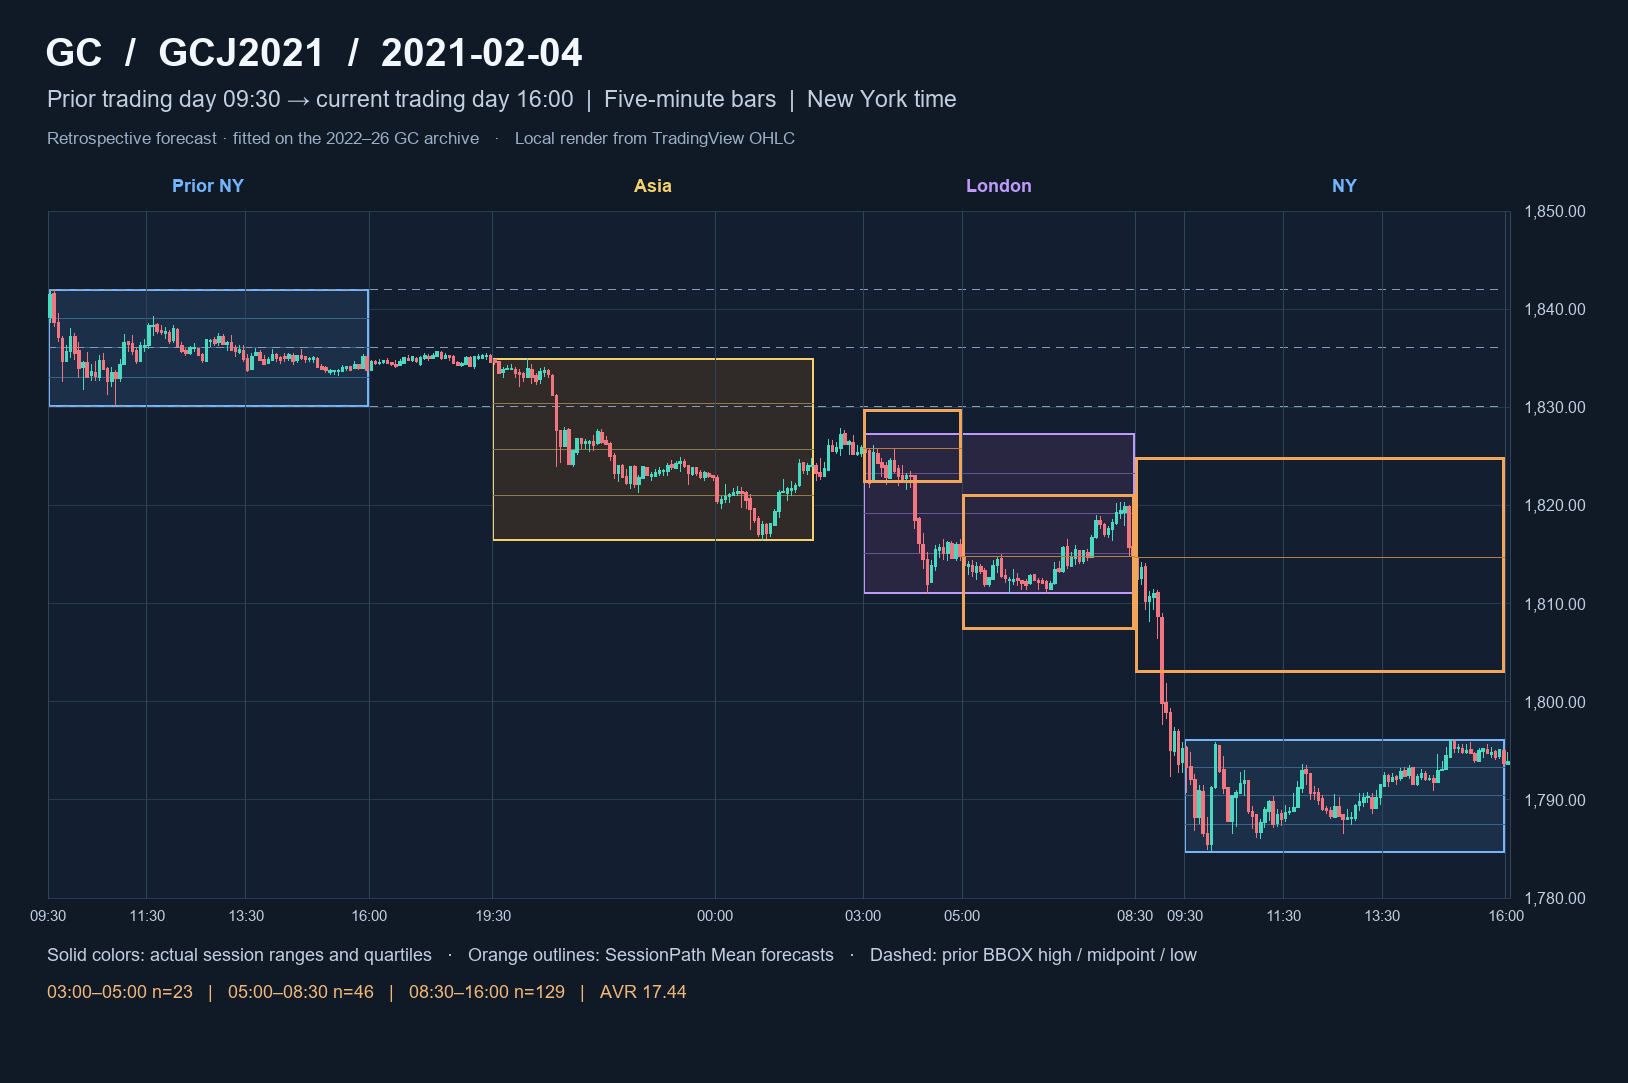 GC / GCJ2021 / 2021-02-04
Prior trading day 09:30 → current trading day 16:00 | Five-minute bars | New York time
Retrospective forecast · fitted on the 2022–26 GC archive · Local render from TradingView OHLC
Prior NY Asia London NY
1,850.00
1,840.00
1,830.00
1,820.00
1,810.00
1,800.00
1,790.00
1,780.00
09:30 11:30 13:30 16:00 19:30 00:00 03:00 05:00 08:30 09:30 11:30 13:30 16:00
Solid colors: actual session ranges and quartiles · Orange outlines: SessionPath Mean forecasts · Dashed: prior BBOX high / midpoint / low
03:00–05:00 n=23 | 05:00–08:30 n=46 | 08:30–16:00 n=129 | AVR 17.44